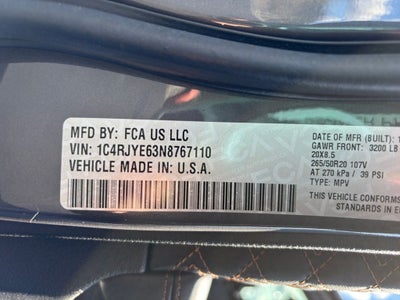 MFD BY: FCA US LLC
VIN: 1C4RJYE63N8767110
VEHICLE MADE IN: U.S.A.
DATE OF MFR (BUILT): 1
GAWR FRONT: 3200 LB
20X8.5
265/50R20 107V
AT 270 kPa / 39 PSI
TYPE: MPV
THIS VEHICLE CONFORMS
STANDARDS IN E